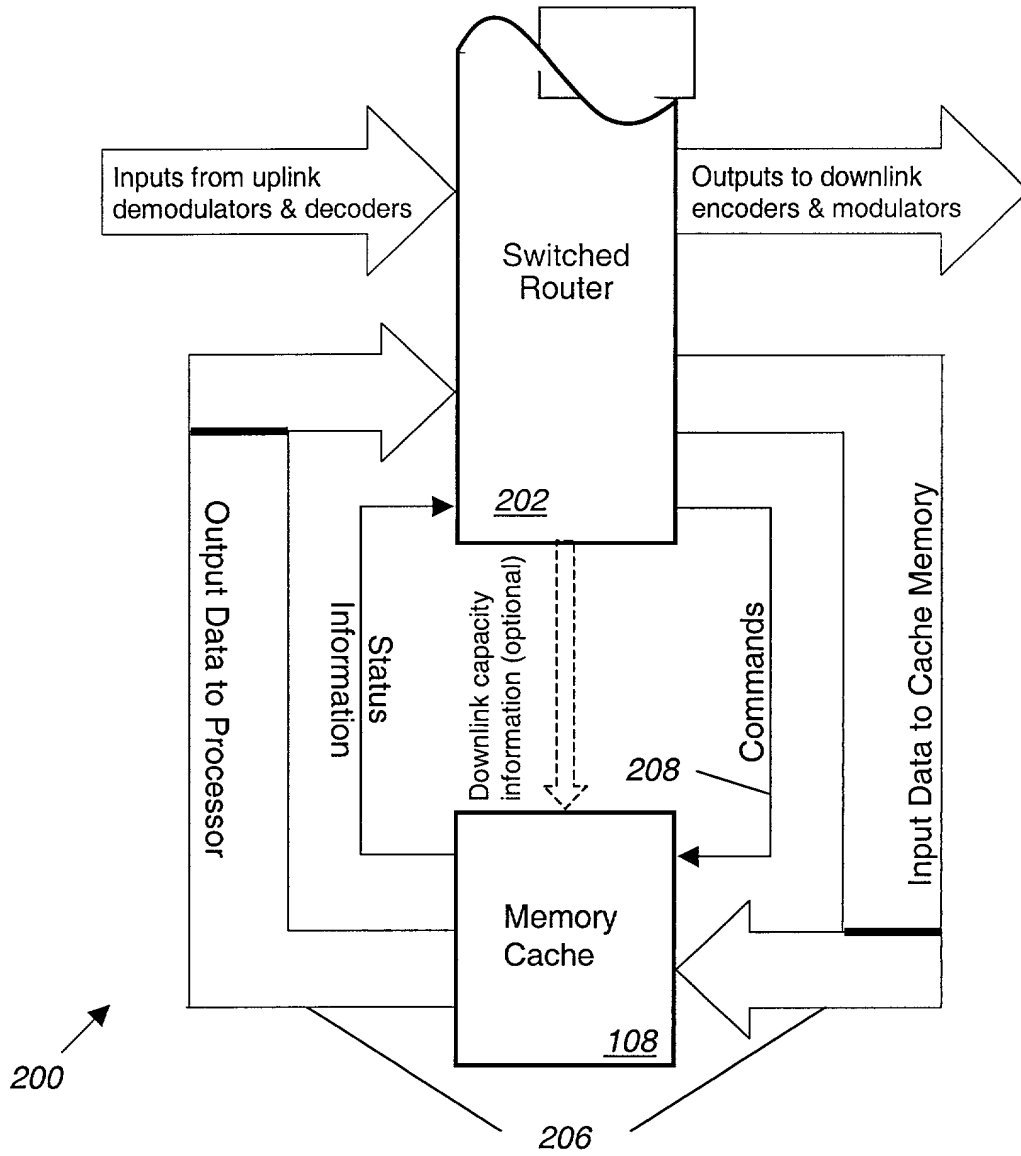 Inputs from uplink
demodulators & decoders
Outputs to downlink
encoders & modulators
Switched
Router
202
Output Data to Processor
Status
Information
Downlink capacity
information (optional)
Commands
208
Input Data to Cache Memory
Memory
Cache
108
200
206